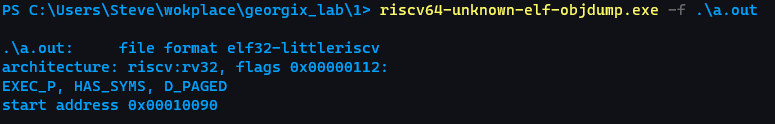 PS C:\Users\Steve\wokplace\georgix_lab\1> riscv64-unknown-elf-objdump.exe -f .\a.out
.\a.out:     file format elf32-littleriscv
architecture: riscv:rv32, flags 0x00000112:
EXEC_P, HAS_SYMS, D_PAGED
start address 0x00010090